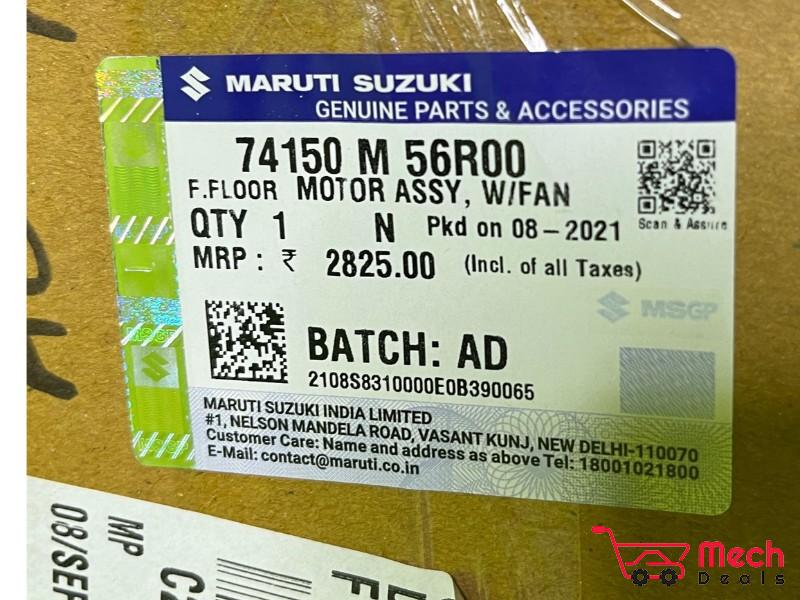 MARUTI SUZUKI
GENUINE PARTS & ACCESSORIES
74150 M 56R00
F.FLOOR MOTOR ASSY, W/FAN
QTY 1 N Pkd on 08-2021
Scan & Assure
MRP : ₹ 2825.00 (Incl. of all Taxes)
MSGP
BATCH: AD
2108S8310000E0B390065
MARUTI SUZUKI INDIA LIMITED
#1, NELSON MANDELA ROAD, VASANT KUNJ, NEW DELHI-110070
Customer Care: Name and address as above Tel: 18001021800
E-Mail: contact@maruti.co.in
MP
08/SEP
Mech
Deals